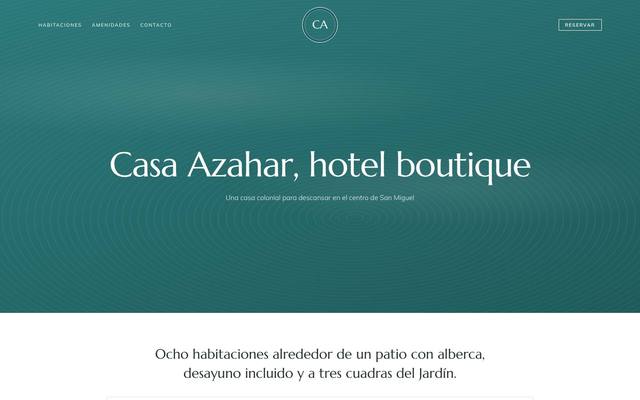 HABITACIONES
AMENIDADES
CONTACTO
CA
RESERVAR
Casa Azahar, hotel boutique
Una casa colonial para descansar en el centro de San Miguel
Ocho habitaciones alrededor de un patio con alberca,
desayuno incluido y a tres cuadras del Jardín.